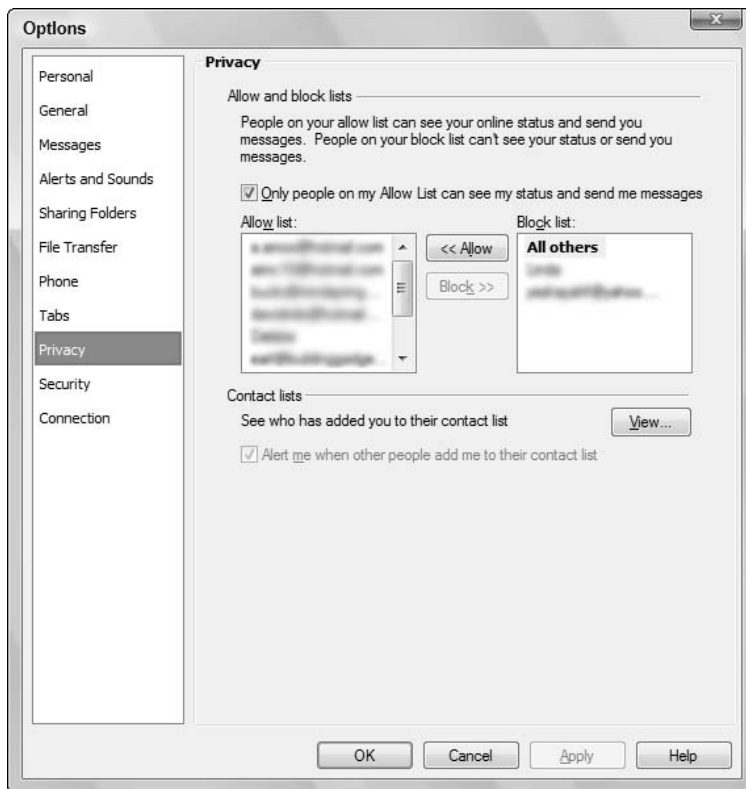 Options
Personal
General
Messages
Alerts and Sounds
Sharing Folders
File Transfer
Phone
Tabs
Privacy
Security
Connection
Privacy
Allow and block lists
People on your allow list can see your online status and send you
messages. People on your block list can't see your status or send you
messages.
Only people on my Allow List can see my status and send me messages
Allow list:
<< Allow
Block >>
Block list:
All others
Contact lists
See who has added you to their contact list
View...
Alert me when other people add me to their contact list
OK
Cancel
Apply
Help